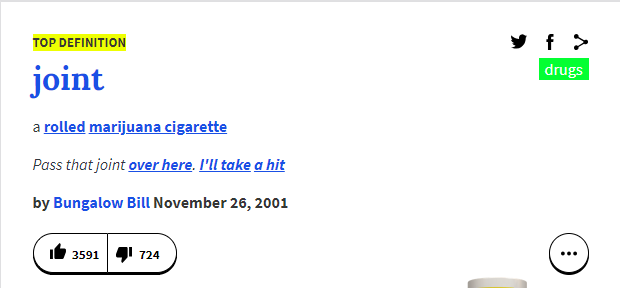 TOP DEFINITION
drugs
joint
a rolled marijuana cigarette
Pass that joint over here. I'll take a hit
by Bungalow Bill November 26, 2001
3591 724